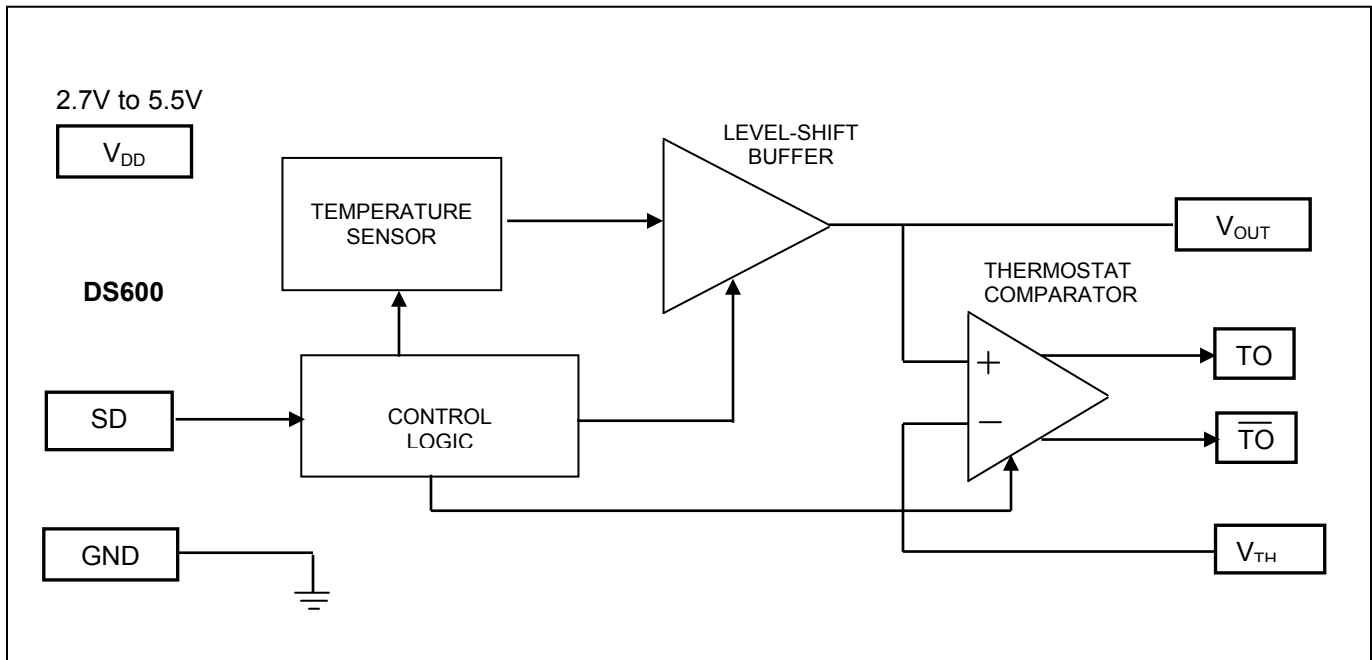 2.7V to 5.5V
VDD
LEVEL-SHIFT
BUFFER
TEMPERATURE
SENSOR
VOUT
THERMOSTAT
COMPARATOR
DS600
+
TO
SD
CONTROL
LOGIC
−
T̅O̅
GND
VTH